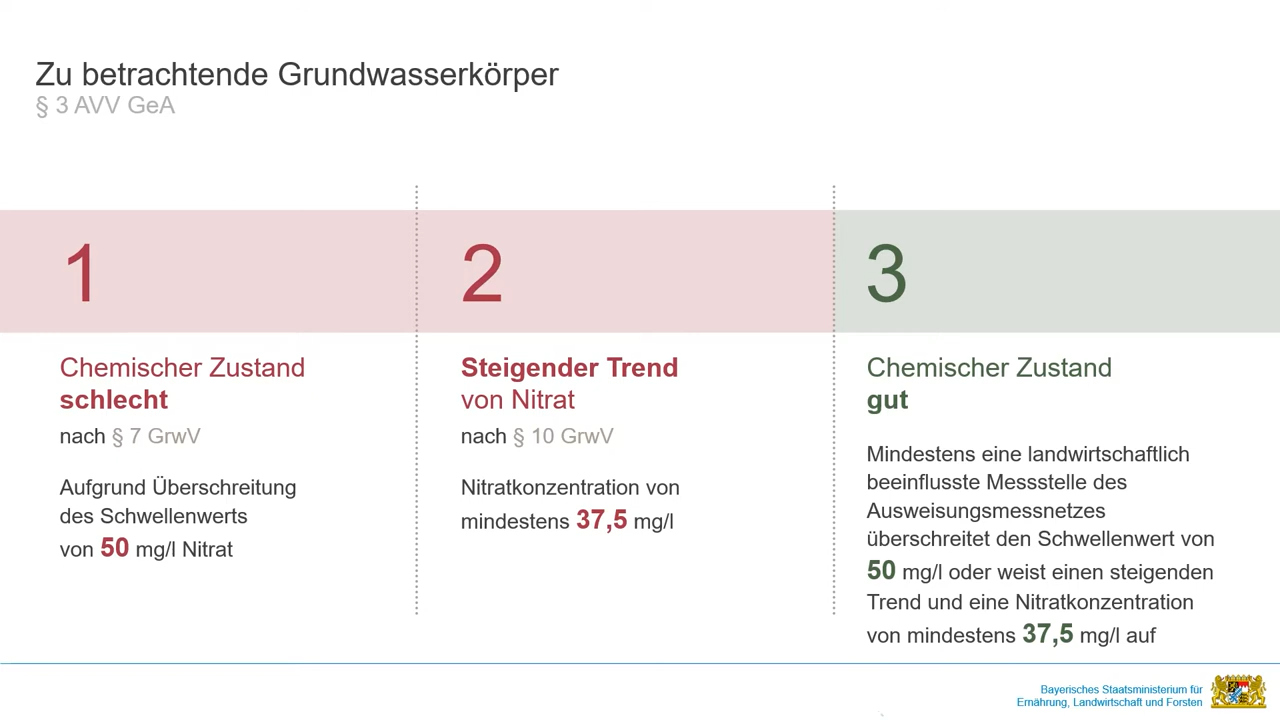 Zu betrachtende Grundwasserkörper
§ 3 AVV GeA
1
Chemischer Zustand
schlecht
nach § 7 GrwV
Aufgrund Überschreitung
des Schwellenwerts
von 50 mg/l Nitrat
2
Steigender Trend
von Nitrat
nach § 10 GrwV
Nitratkonzentration von
mindestens 37,5 mg/l
3
Chemischer Zustand
gut
Mindestens eine landwirtschaftlich
beeinflusste Messstelle des
Ausweisungsmessnetzes
überschreitet den Schwellenwert von
50 mg/l oder weist einen steigenden
Trend und eine Nitratkonzentration
von mindestens 37,5 mg/l auf
Bayerisches Staatsministerium für
Ernährung, Landwirtschaft und Forsten